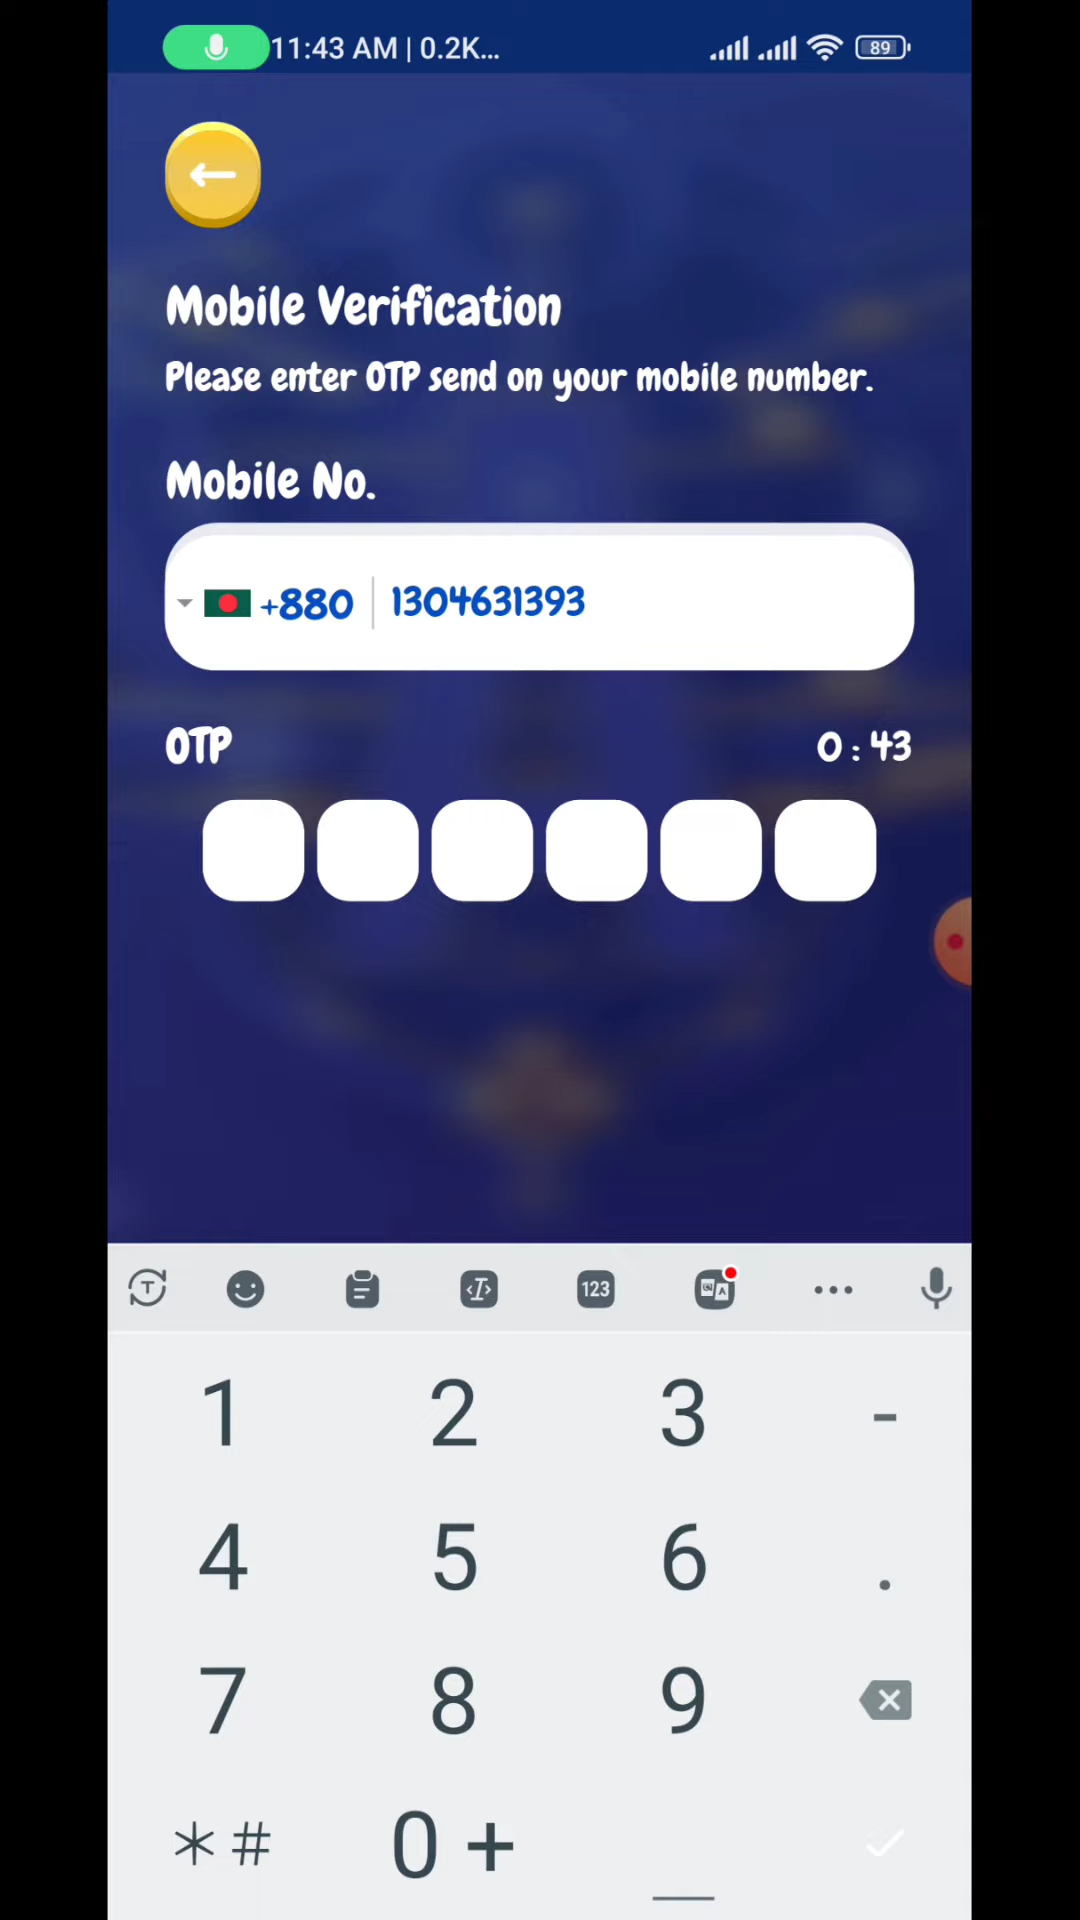 11:43 AM | 0.2K...
89
Mobile Verification
Please enter OTP send on your mobile number.
Mobile No.
+880 1304631393
OTP 0 : 43
T
123
A
1 2 3 -
4 5 6 .
7 8 9
* # 0 +